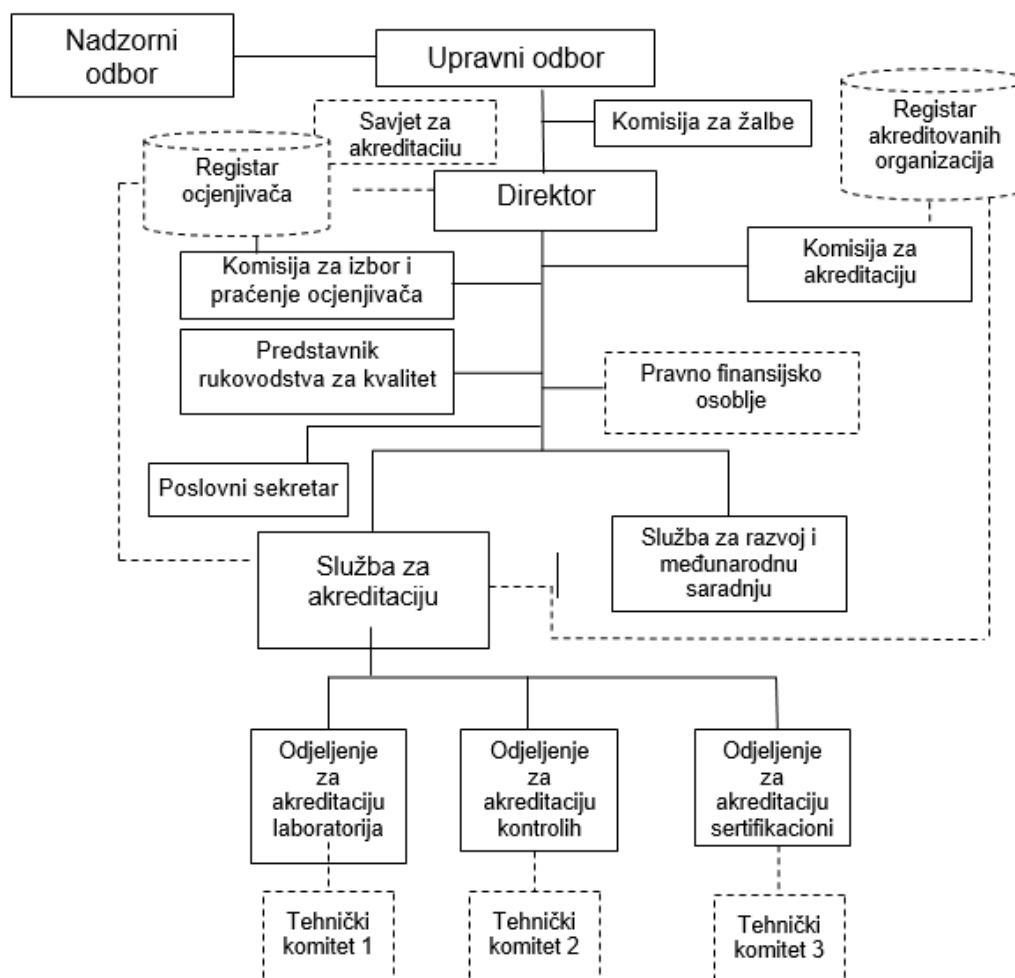 Nadzorni
odbor
Upravni odbor
Savjet za
akreditaciiu
Komisija za žalbe
Registar
akreditovanih
organizacija
Registar
ocjenjivača
Direktor
Komisija za izbor i
praćenje ocjenjivača
Komisija za
akreditaciju
Predstavnik
rukovodstva za kvalitet
Pravno finansijsko
osoblje
Poslovni sekretar
Služba za
akreditaciju
Služba za razvoj i
međunarodnu
saradnju
Odjeljenje
za
akreditaciju
laboratorija
Odjeljenje
za
akreditaciju
kontrolih
Odjeljenje
za
akreditaciju
sertifikacioni
Tehnički
komitet 1
Tehnički
komitet 2
Tehnički
komitet 3